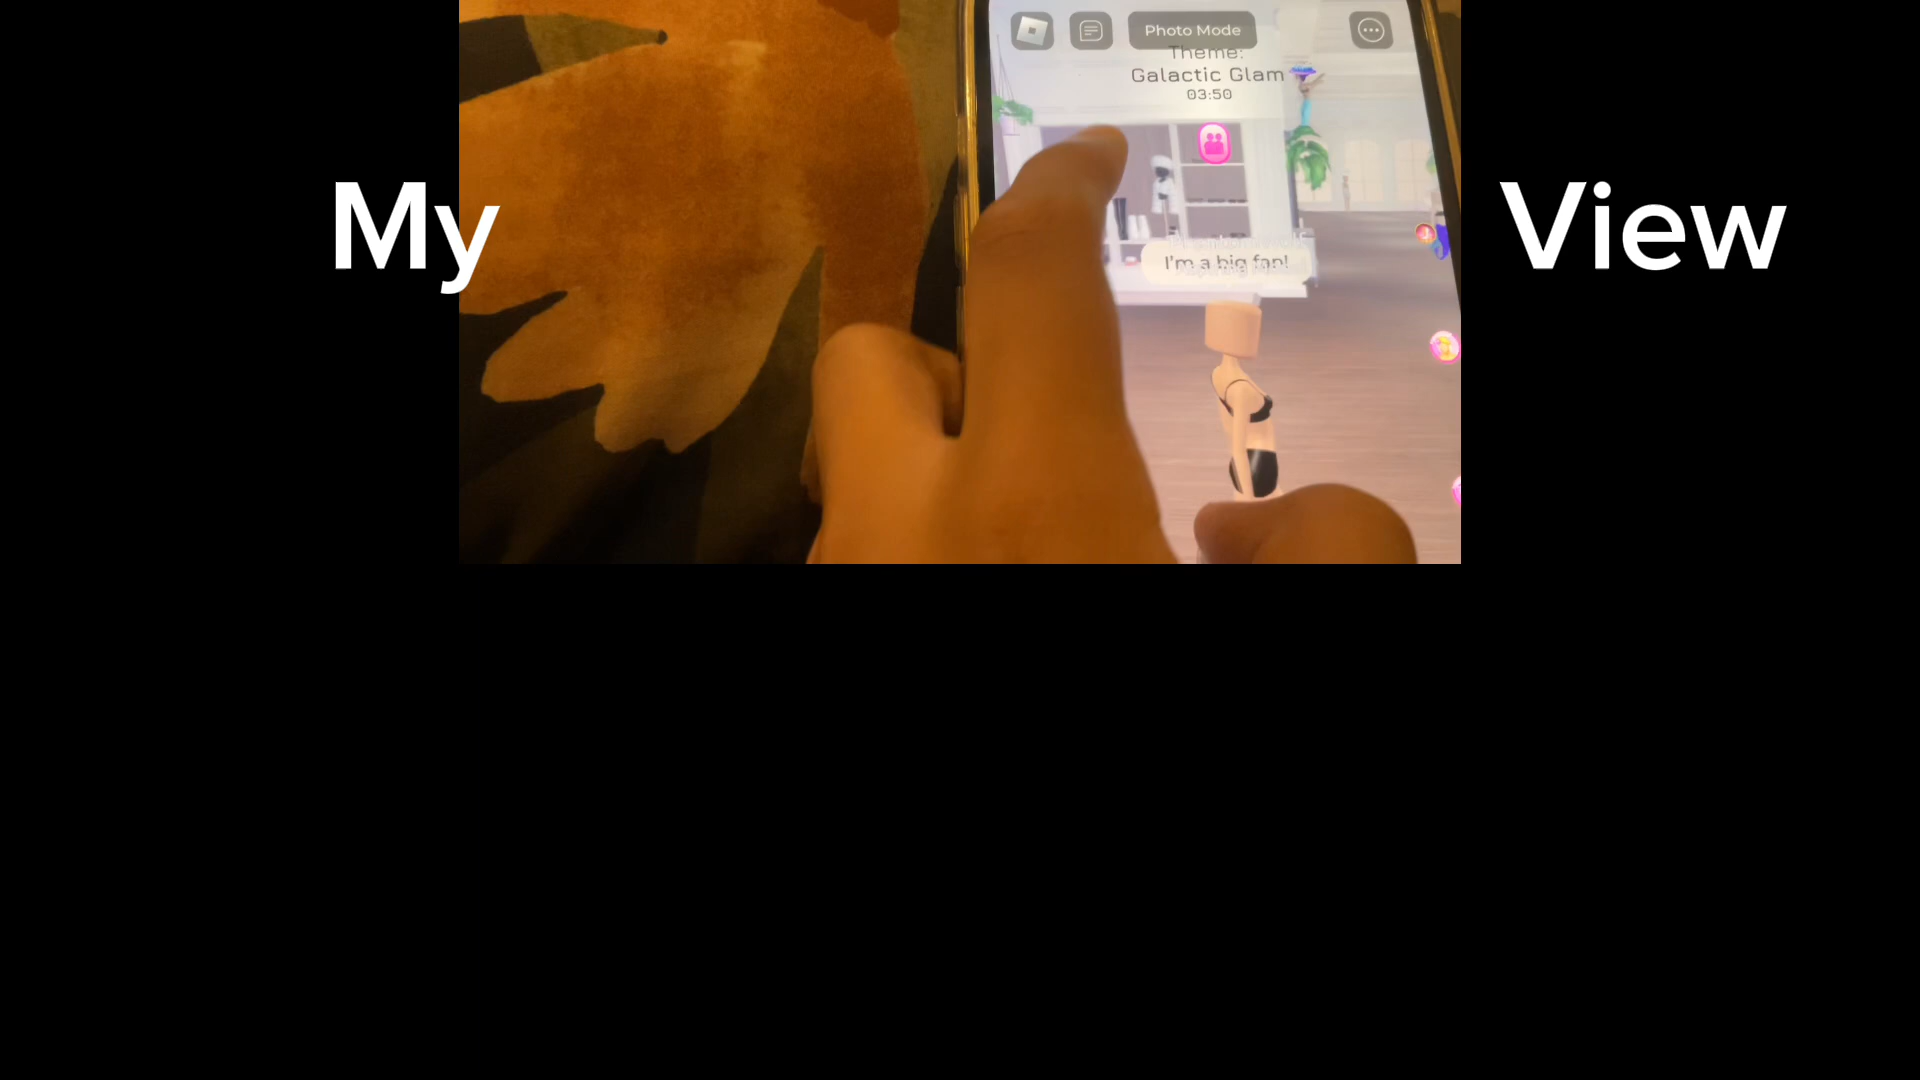 Photo Mode
Theme:
Galactic Glam
03:50
My
View
I'm a big fan!